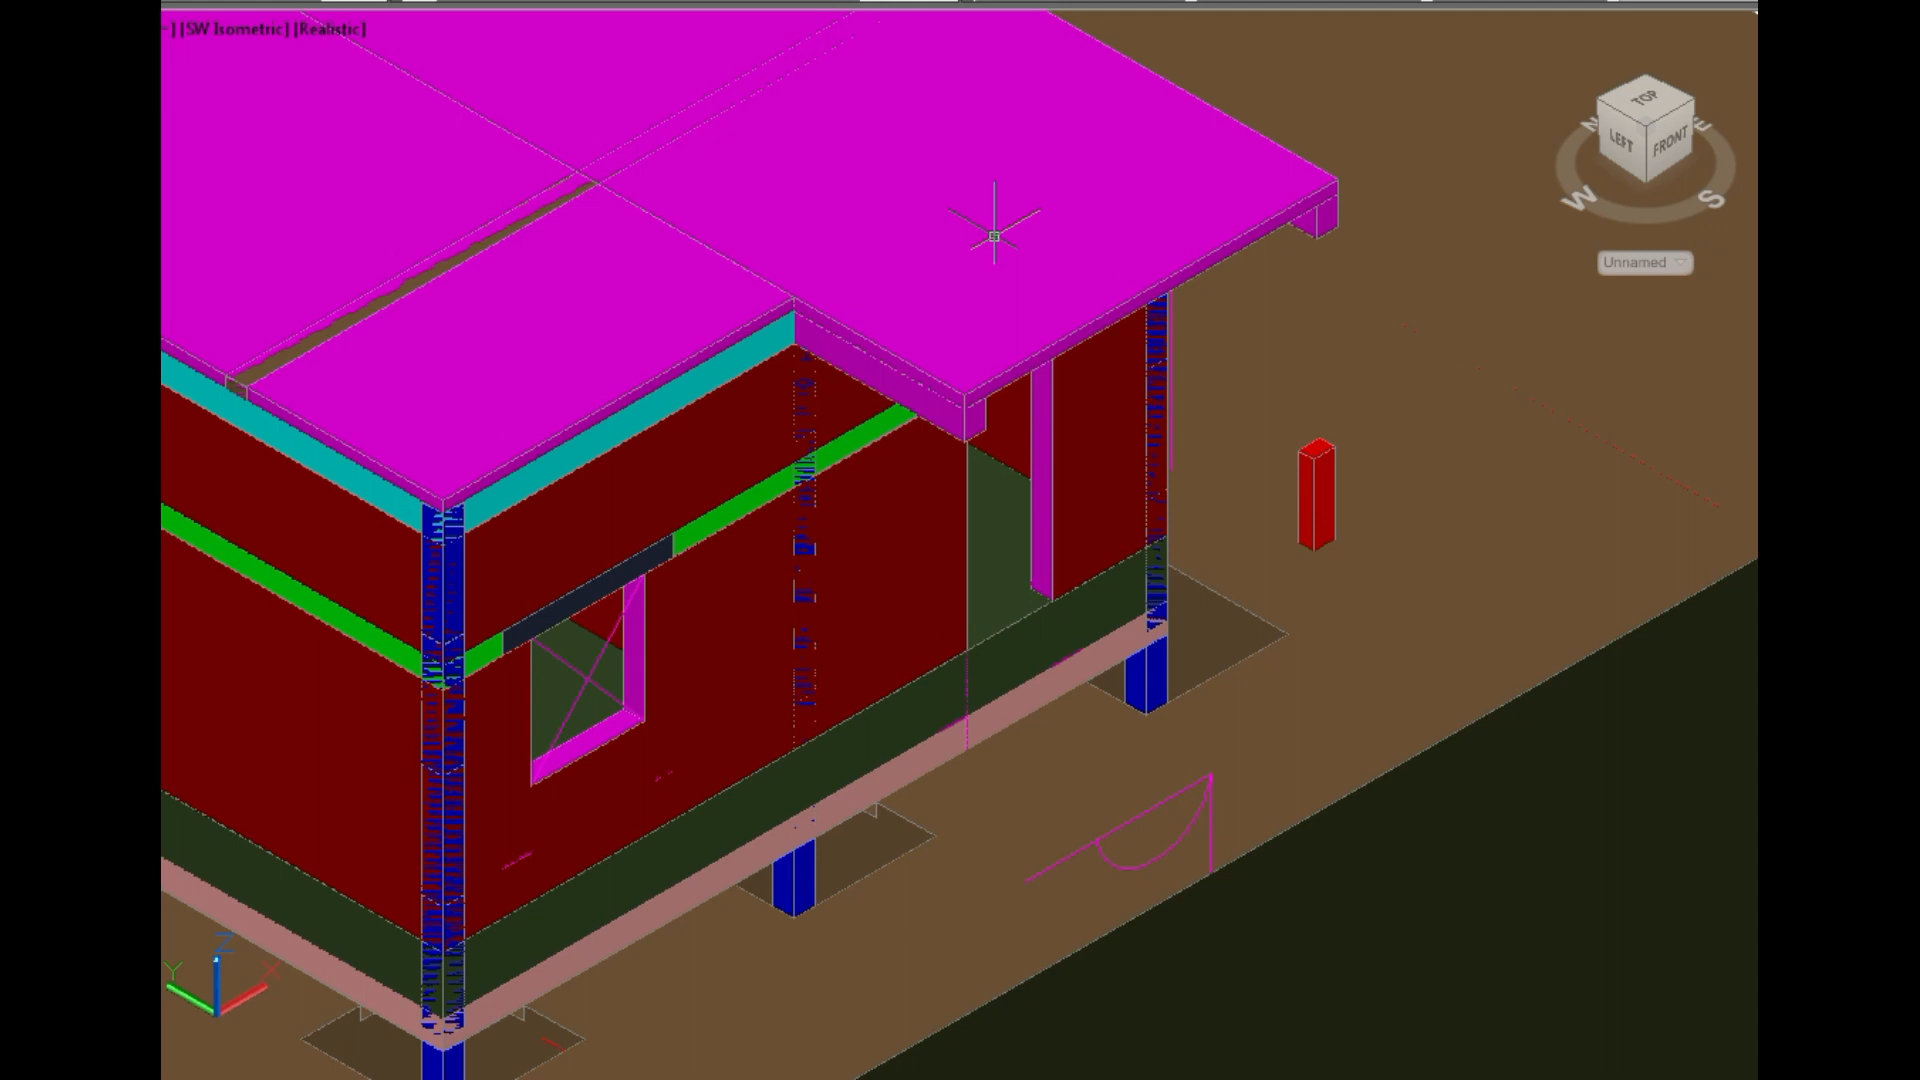 -] [SW Isometric] [Realistic]
TOP
N
E
LEFT
FRONT
W
S
Unnamed
Z
Y
X